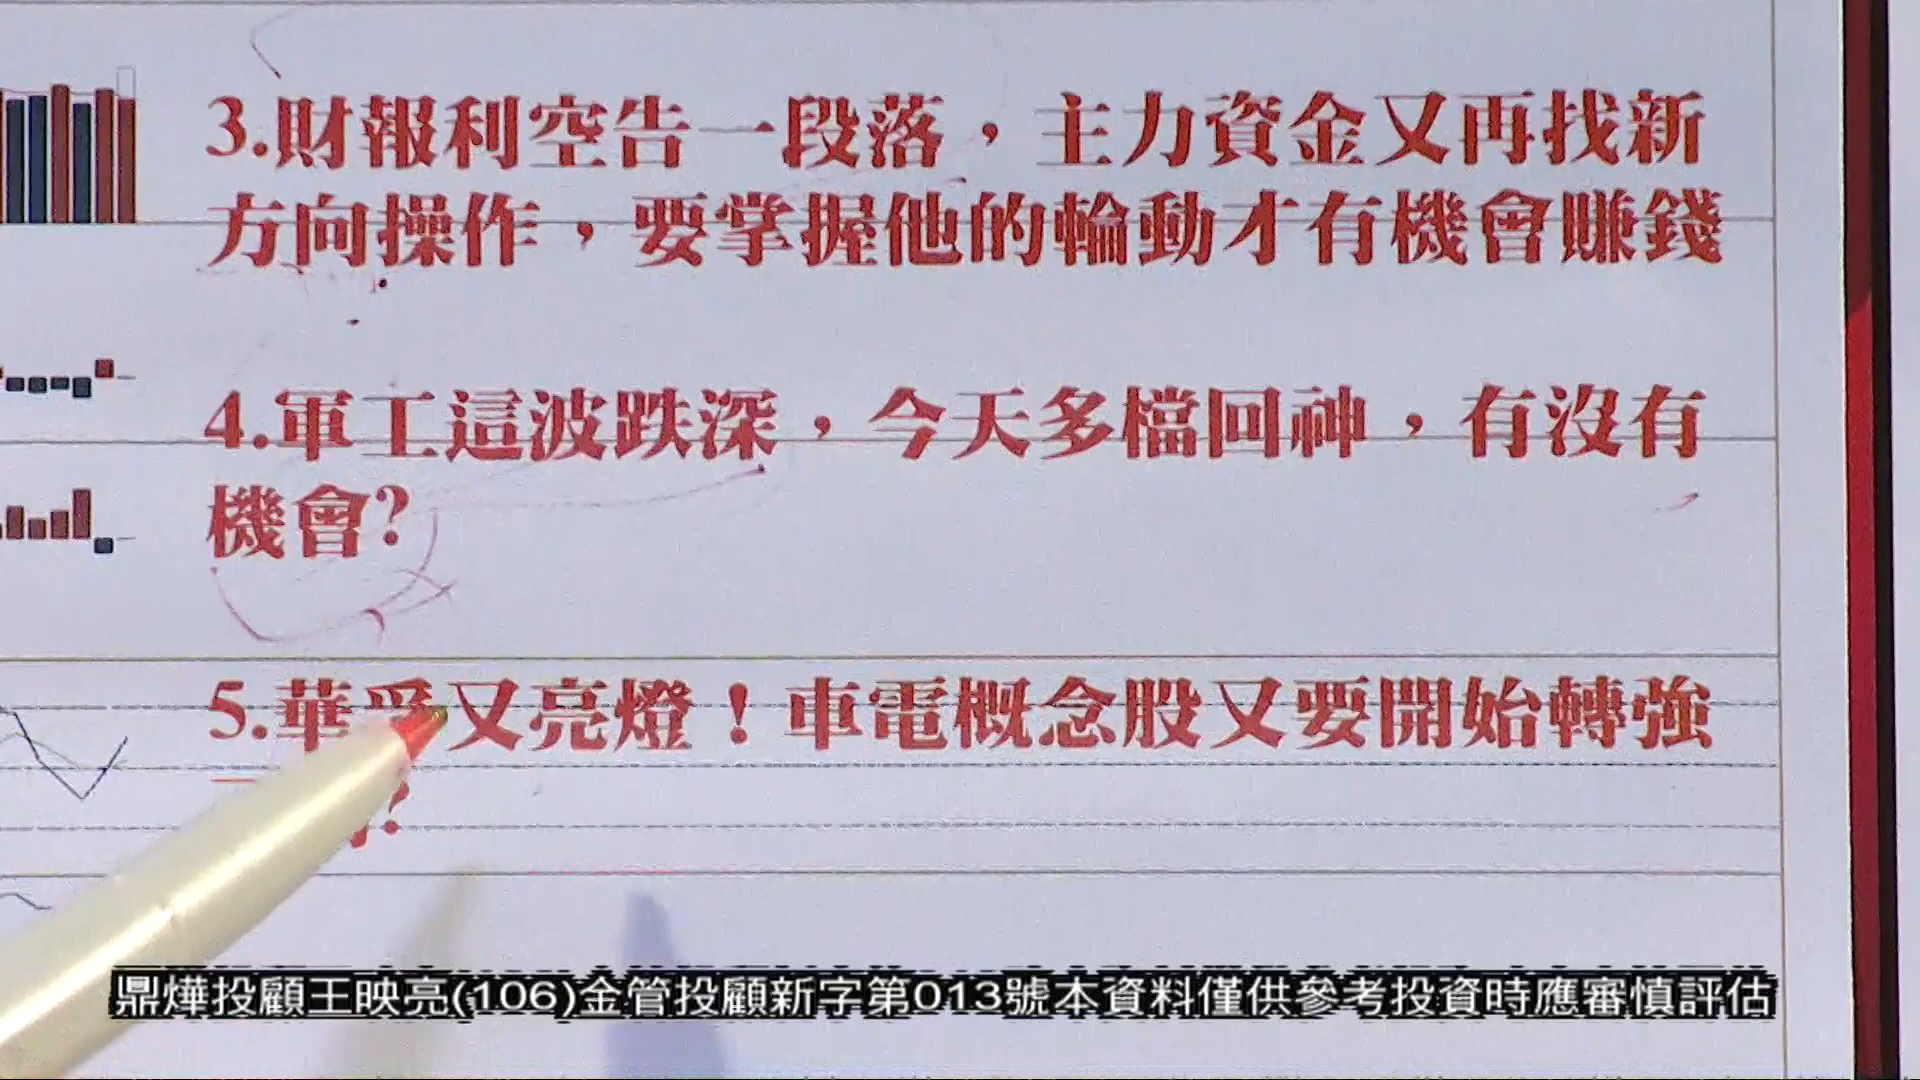 3.財報利空告一段落，主力資金又再找新
方向操作，要掌握他的輪動才有機會賺錢
4.軍工這波跌深，今天多檔回神，有沒有
機會?
5.華孚又亮燈！車電概念股又要開始轉強
?
鼎燁投顧王映亮(106)金管投顧新字第013號本資料僅供參考投資時應審慎評估